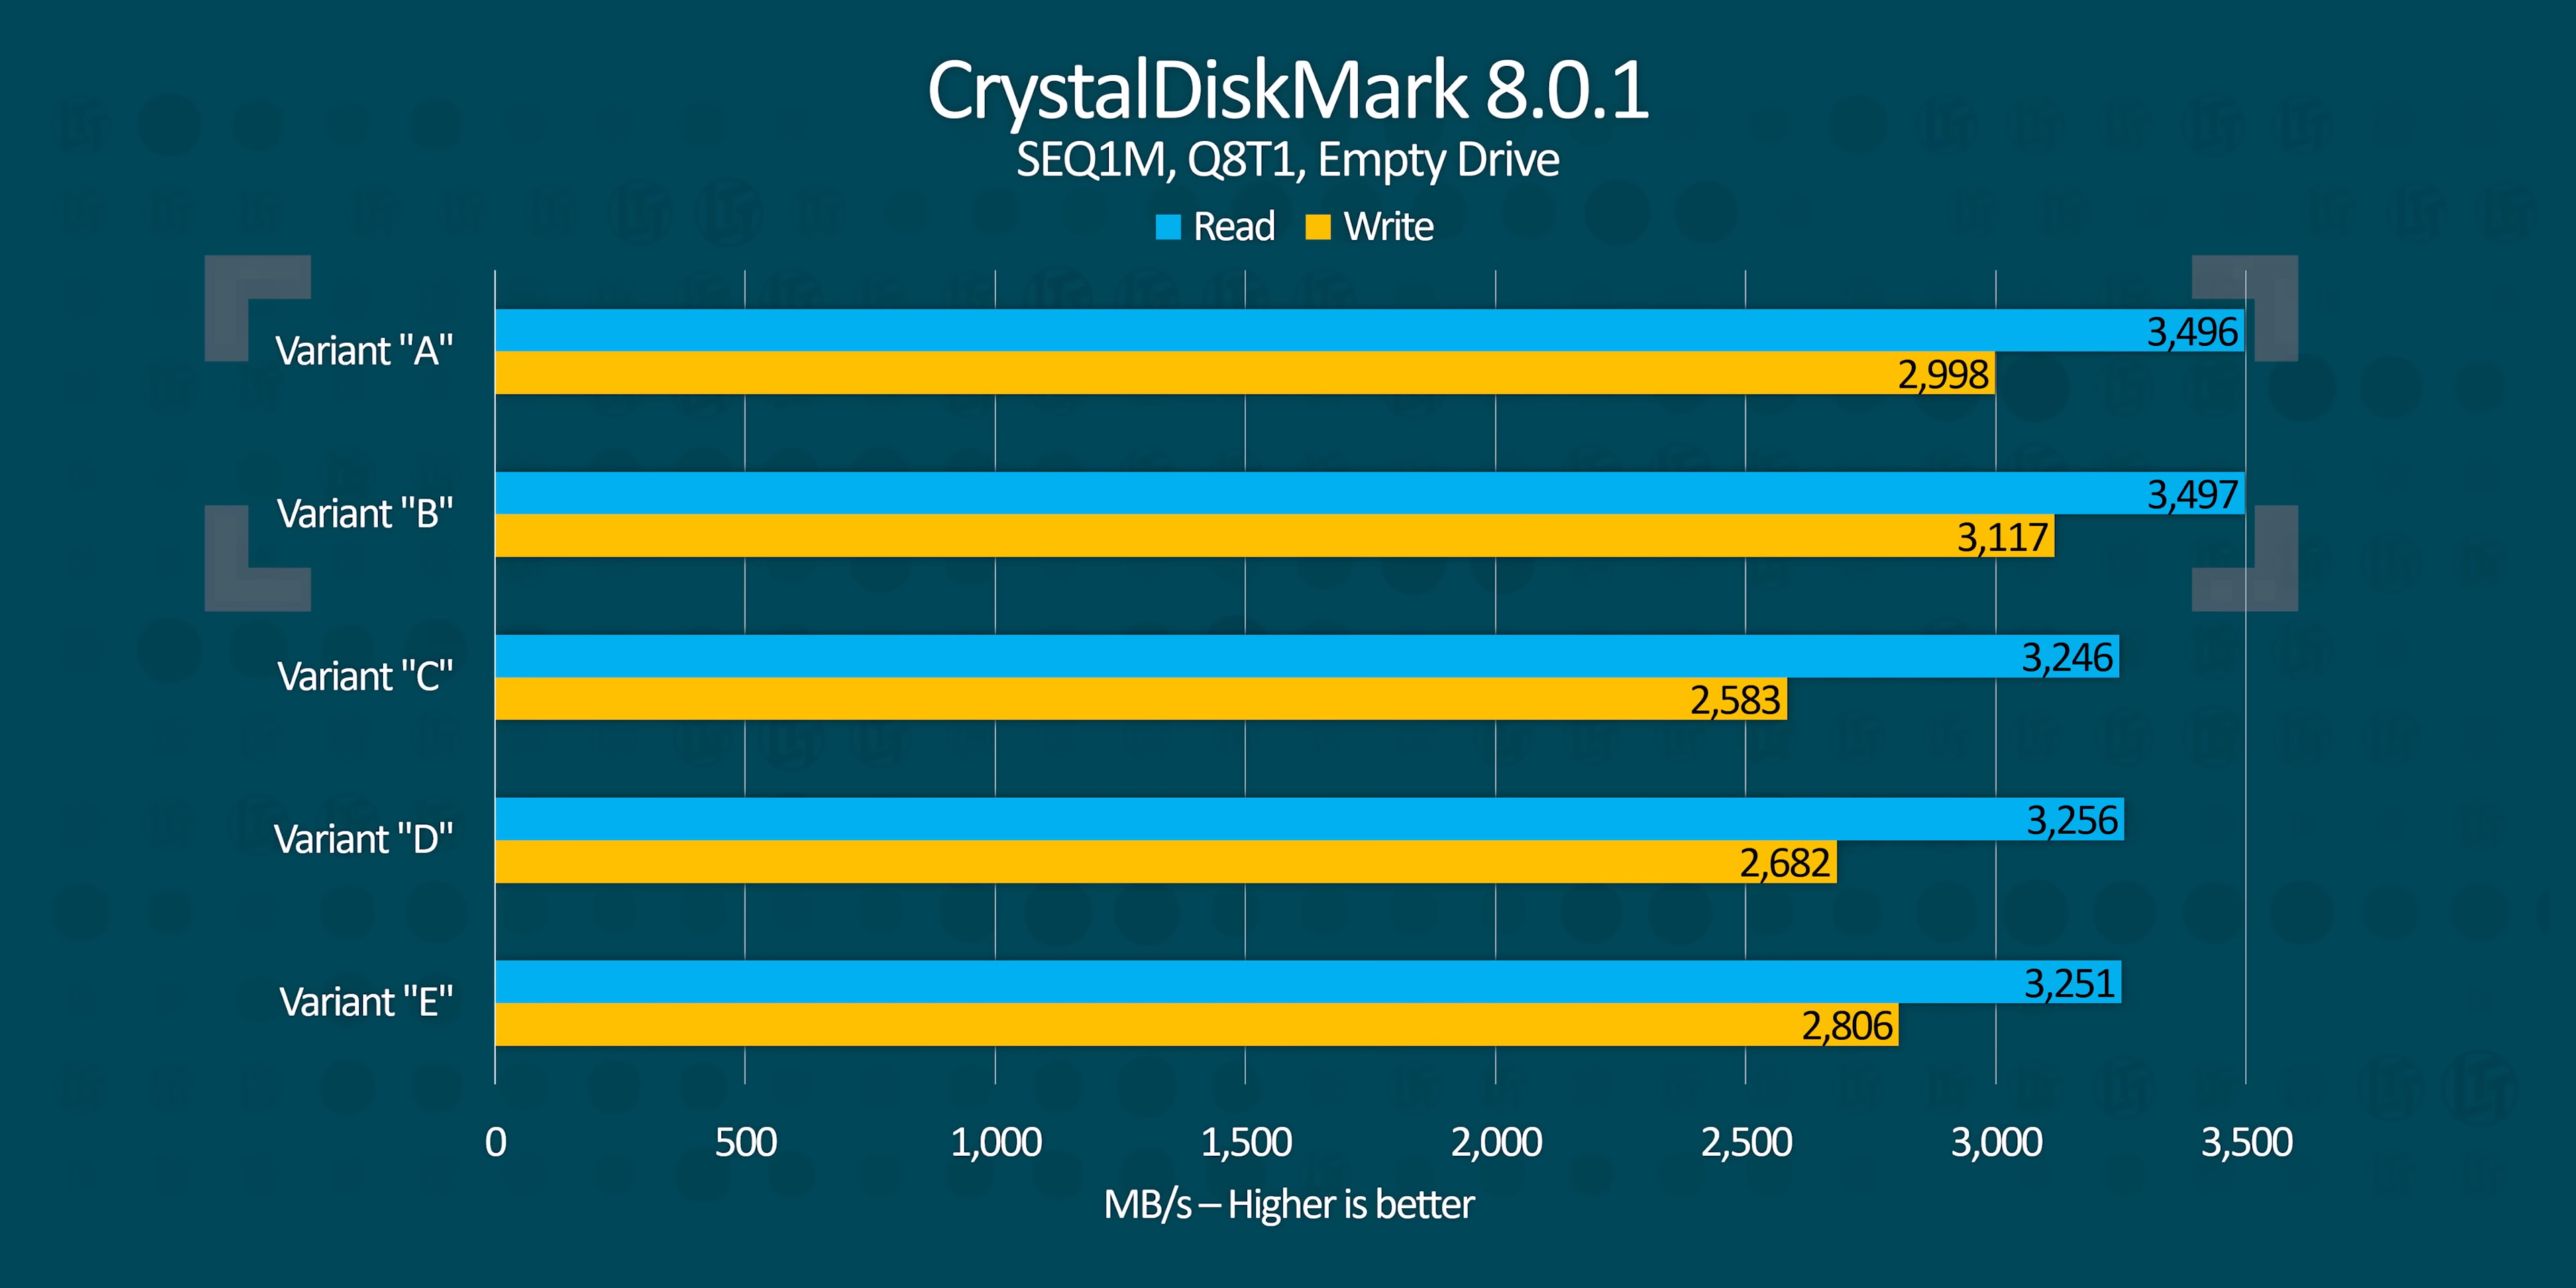 CrystalDiskMark 8.0.1
SEQ1M, Q8T1, Empty Drive
Read Write
Variant "A"
3,496
2,998
Variant "B"
3,497
3,117
Variant "C"
3,246
2,583
Variant "D"
3,256
2,682
Variant "E"
3,251
2,806
0 500 1,000 1,500 2,000 2,500 3,000 3,500
MB/s – Higher is better